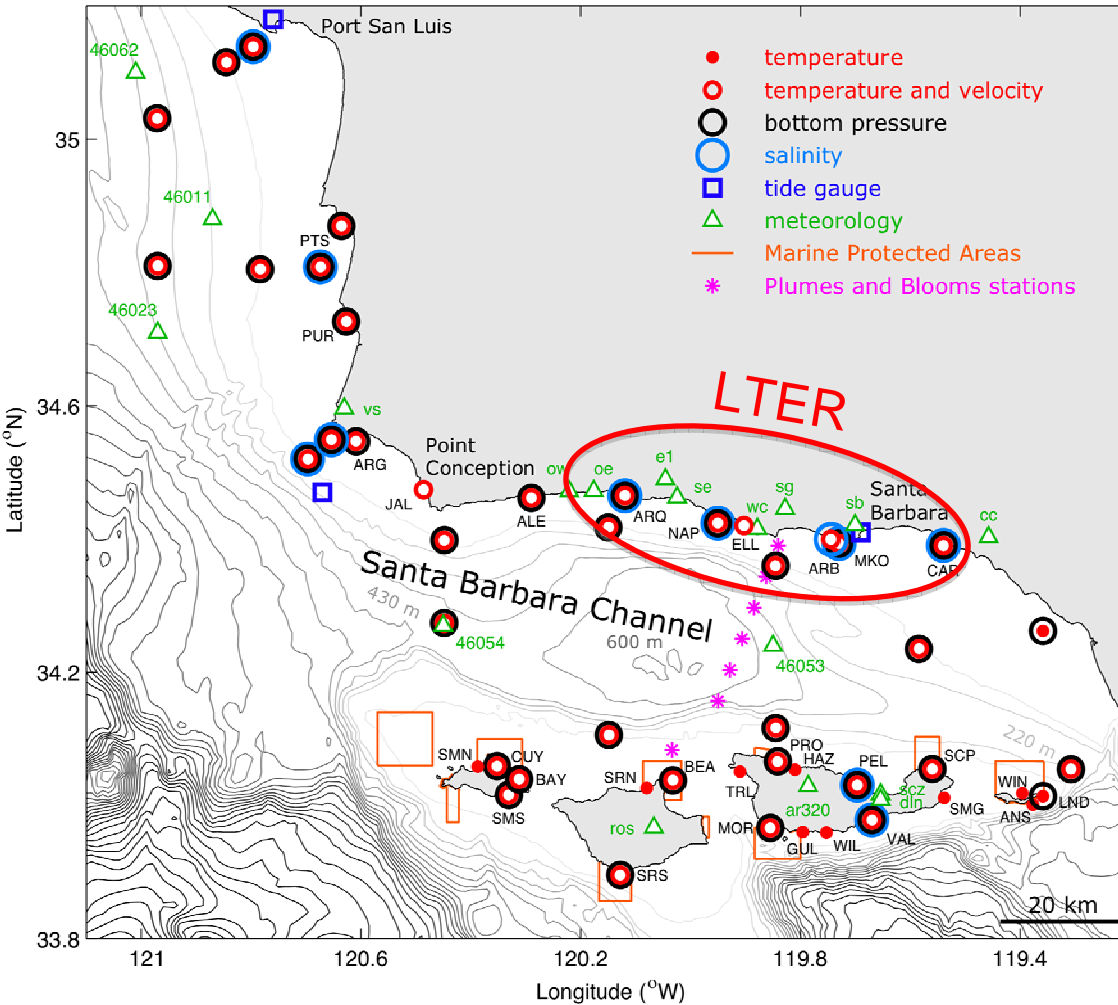 Port San Luis
46062
temperature
temperature and velocity
bottom pressure
salinity
tide gauge
meteorology
Marine Protected Areas
Plumes and Blooms stations
35
46011
PTS
46023
PUR
LTER
34.6
vs
ARG
Point
Conception
JAL
ALE
ow
oe
e1
se
ARQ
NAP
ELL
wc
sg
sb
Santa
Barbara
cc
ARB
MKO
CAR
Santa Barbara Channel
430 m
600 m
46054
46053
34.2
220 m
SMN
CUY
BAY
SMS
SRN
BEA
ros
SRS
PRO
HAZ
TRL
PEL
SCP
scz
dln
ar320
SMG
MOR
GUL
WIL
VAL
WIN
ANS
LND
20 km
33.8
121
120.6
120.2
119.8
119.4
Latitude (°N)
Longitude (°W)